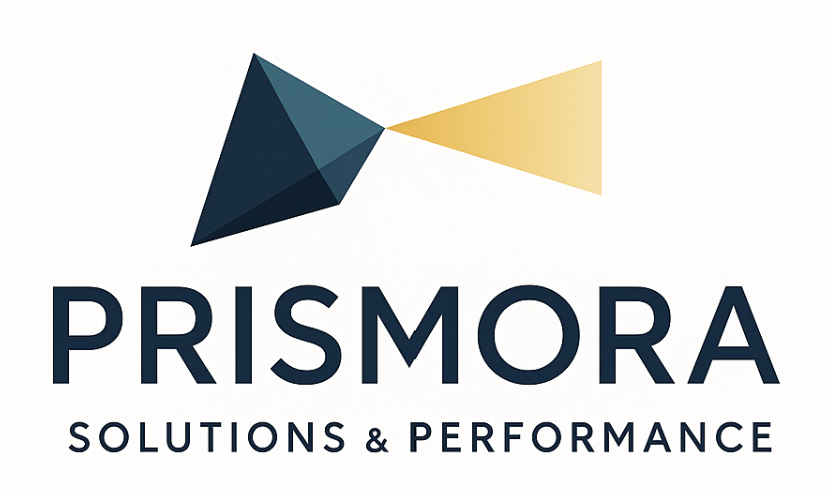 PRISMORA
SOLUTIONS & PERFORMANCE